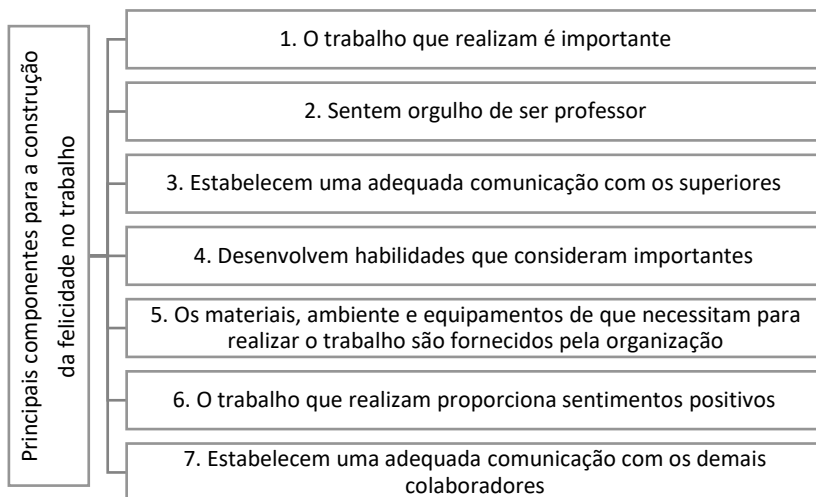 Principais componentes para a construção
da felicidade no trabalho
1. O trabalho que realizam é importante
2. Sentem orgulho de ser professor
3. Estabelecem uma adequada comunicação com os superiores
4. Desenvolvem habilidades que consideram importantes
5. Os materiais, ambiente e equipamentos de que necessitam para
realizar o trabalho são fornecidos pela organização
6. O trabalho que realizam proporciona sentimentos positivos
7. Estabelecem uma adequada comunicação com os demais
colaboradores